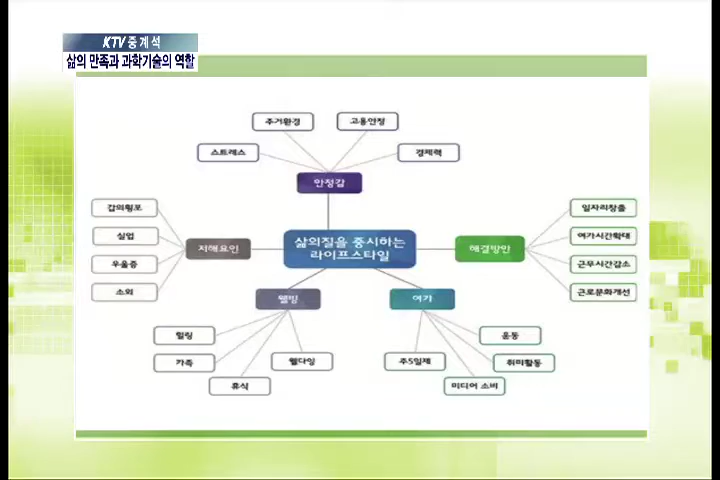 KTV 중계석
삶의 만족과 과학기술의 역할
주거환경
고용안정
스트레스
경제력
안정감
갑의횡포
실업
우울증
소외
저해요인
삶의질을 중시하는
라이프스타일
해결방안
일자리창출
여가시간확대
근무시간감소
근로문화개선
웰빙
여가
힐링
가족
휴식
웰다잉
주5일제
운동
취미활동
미디어 소비